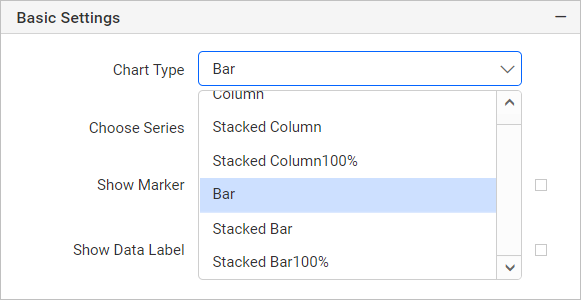 Basic Settings
Chart Type
Bar
Column
Choose Series
Stacked Column
Stacked Column100%
Show Marker
Bar
Stacked Bar
Show Data Label
Stacked Bar100%